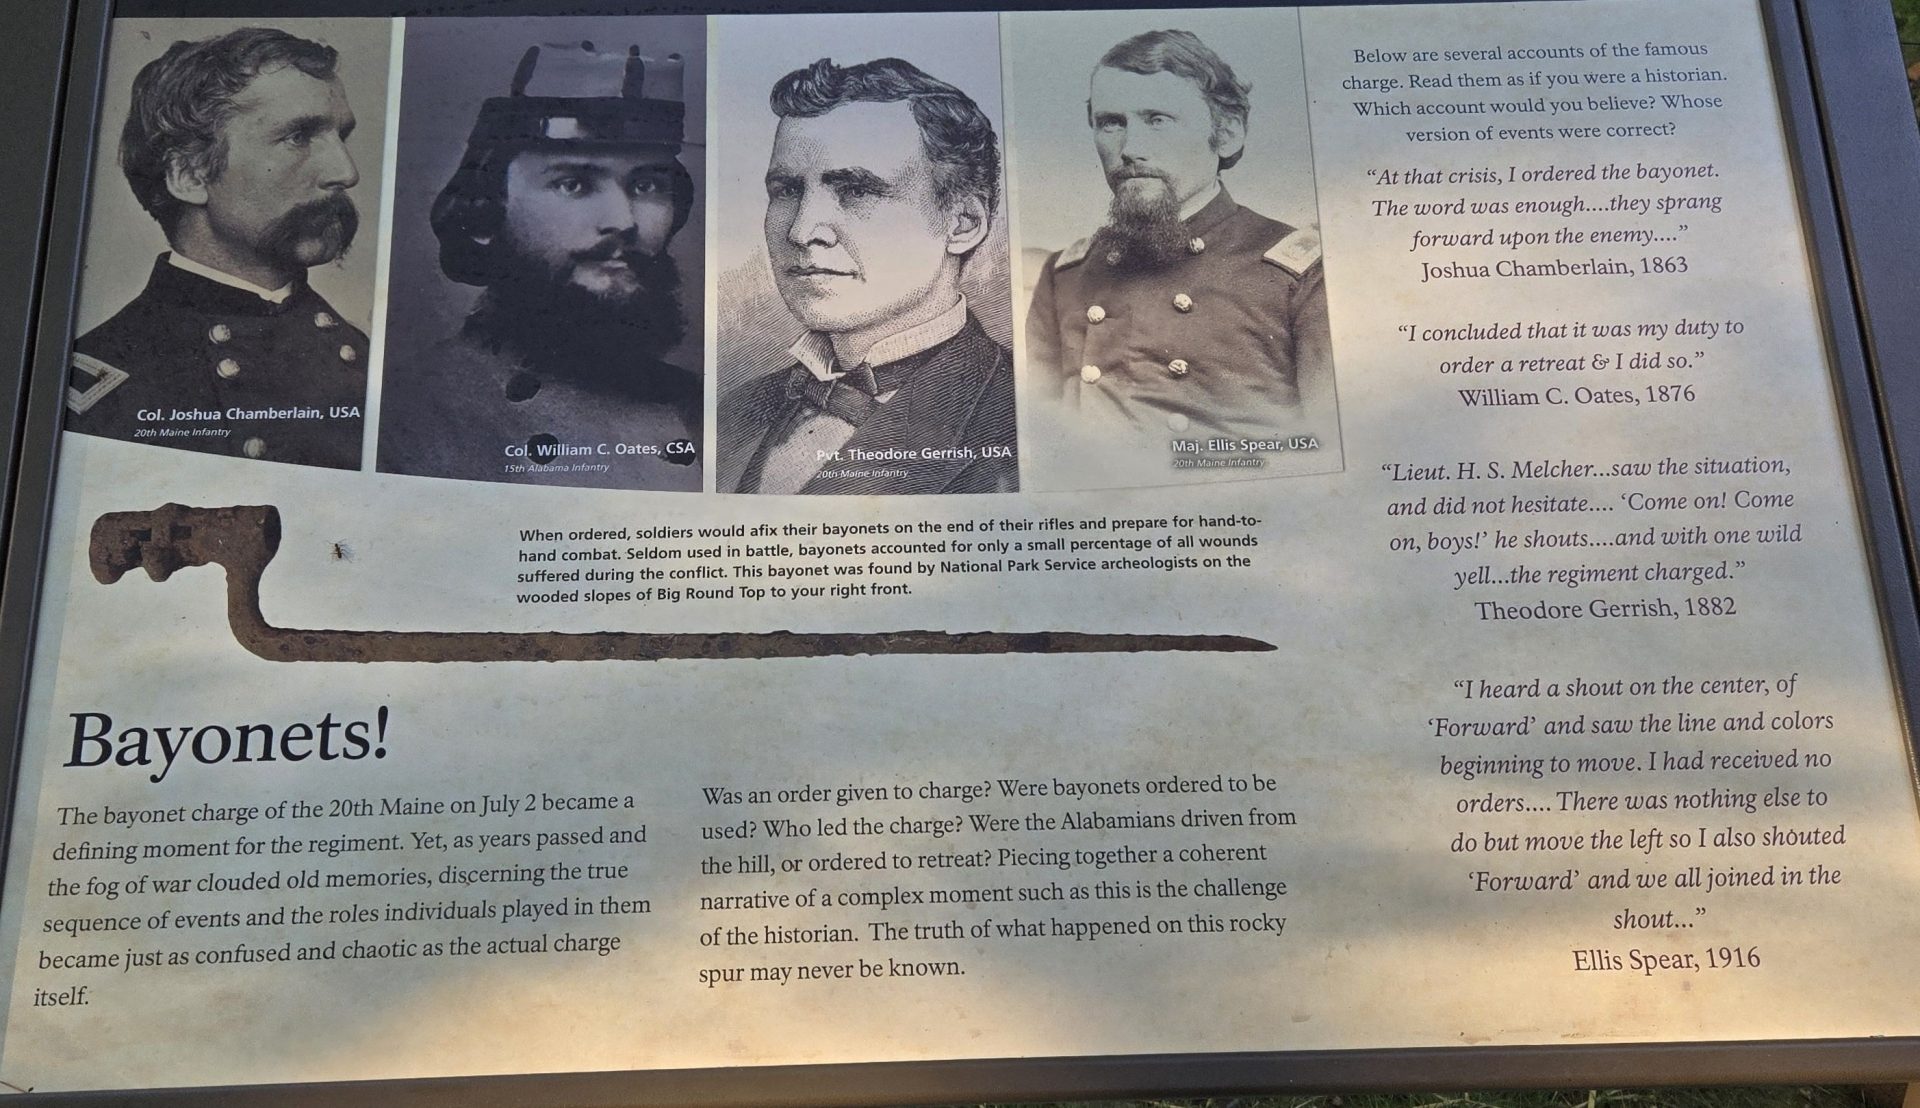 Col. Joshua Chamberlain, USA
20th Maine Infantry
Col. William C. Oates, CSA
15th Alabama Infantry
Pvt. Theodore Gerrish, USA
20th Maine Infantry
Maj. Ellis Spear, USA
20th Maine Infantry
When ordered, soldiers would afix their bayonets on the end of their rifles and prepare for hand-to-
hand combat. Seldom used in battle, bayonets accounted for only a small percentage of all wounds
suffered during the conflict. This bayonet was found by National Park Service archeologists on the
wooded slopes of Big Round Top to your right front.
Bayonets!
The bayonet charge of the 20th Maine on July 2 became a
defining moment for the regiment. Yet, as years passed and
the fog of war clouded old memories, discerning the true
sequence of events and the roles individuals played in them
became just as confused and chaotic as the actual charge
itself.
Was an order given to charge? Were bayonets ordered to be
used? Who led the charge? Were the Alabamians driven from
the hill, or ordered to retreat? Piecing together a coherent
narrative of a complex moment such as this is the challenge
of the historian. The truth of what happened on this rocky
spur may never be known.
Below are several accounts of the famous
charge. Read them as if you were a historian.
Which account would you believe? Whose
version of events were correct?
“At that crisis, I ordered the bayonet.
The word was enough....they sprang
forward upon the enemy....”
Joshua Chamberlain, 1863
“I concluded that it was my duty to
order a retreat & I did so.”
William C. Oates, 1876
“Lieut. H. S. Melcher...saw the situation,
and did not hesitate.... ‘Come on! Come
on, boys!’ he shouts....and with one wild
yell...the regiment charged.”
Theodore Gerrish, 1882
“I heard a shout on the center, of
‘Forward’ and saw the line and colors
beginning to move. I had received no
orders.... There was nothing else to
do but move the left so I also shouted
‘Forward’ and we all joined in the
shout...”
Ellis Spear, 1916